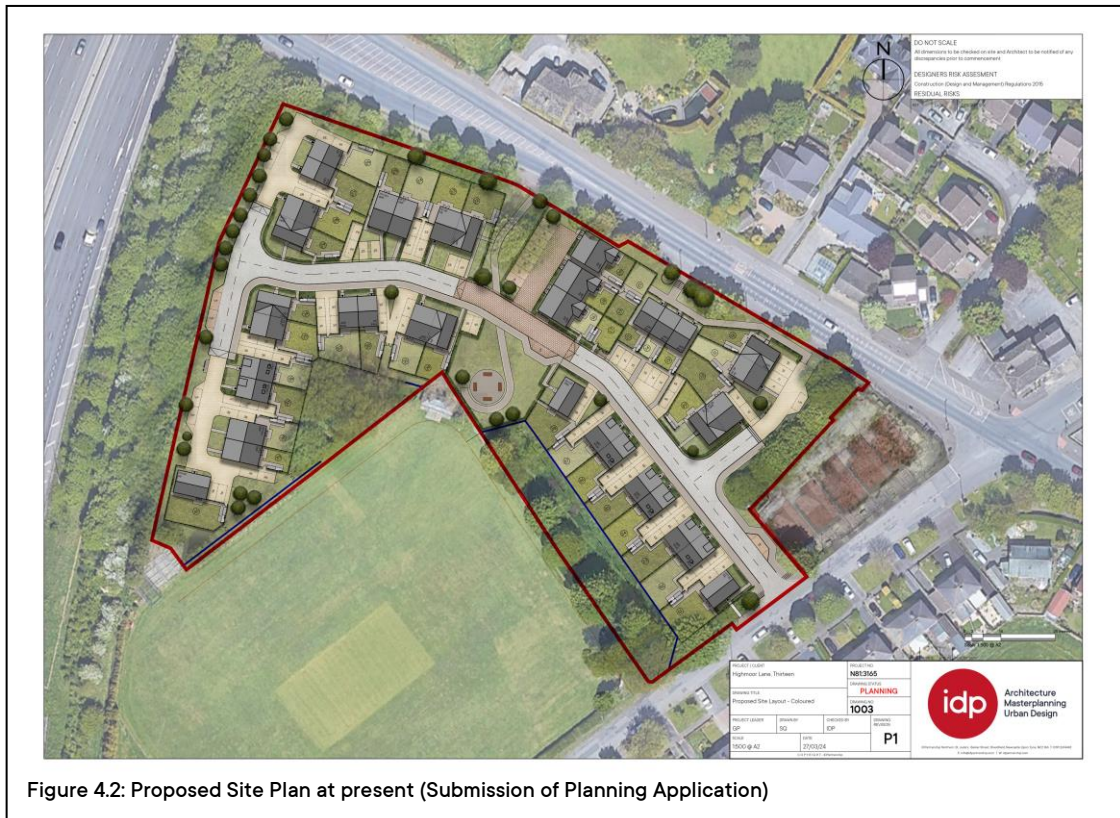 N
DO NOT SCALE
All dimensions to be checked on site and Architect to be notified of any
discrepancies prior to commencement
DESIGNERS RISK ASSESMENT
Construction (Design and Management) Regulations 2015
RESIDUAL RISKS
PROJECT / CLIENT
Highmoor Lane, Thirteen
PROJECT NO.
N81:3165
DRAWING STATUS
PLANNING
DRAWING TITLE
Proposed Site Layout - Coloured
DRAWING NO.
1003
PROJECT LEADER
GP
DRAWN BY
SQ
CHECKED BY
IDP
DRAWING
REVISION
P1
SCALE
1:500 @ A2
DATE
27/03/24
idp
Architecture
Masterplanning
Urban Design
Figure 4.2: Proposed Site Plan at present (Submission of Planning Application)